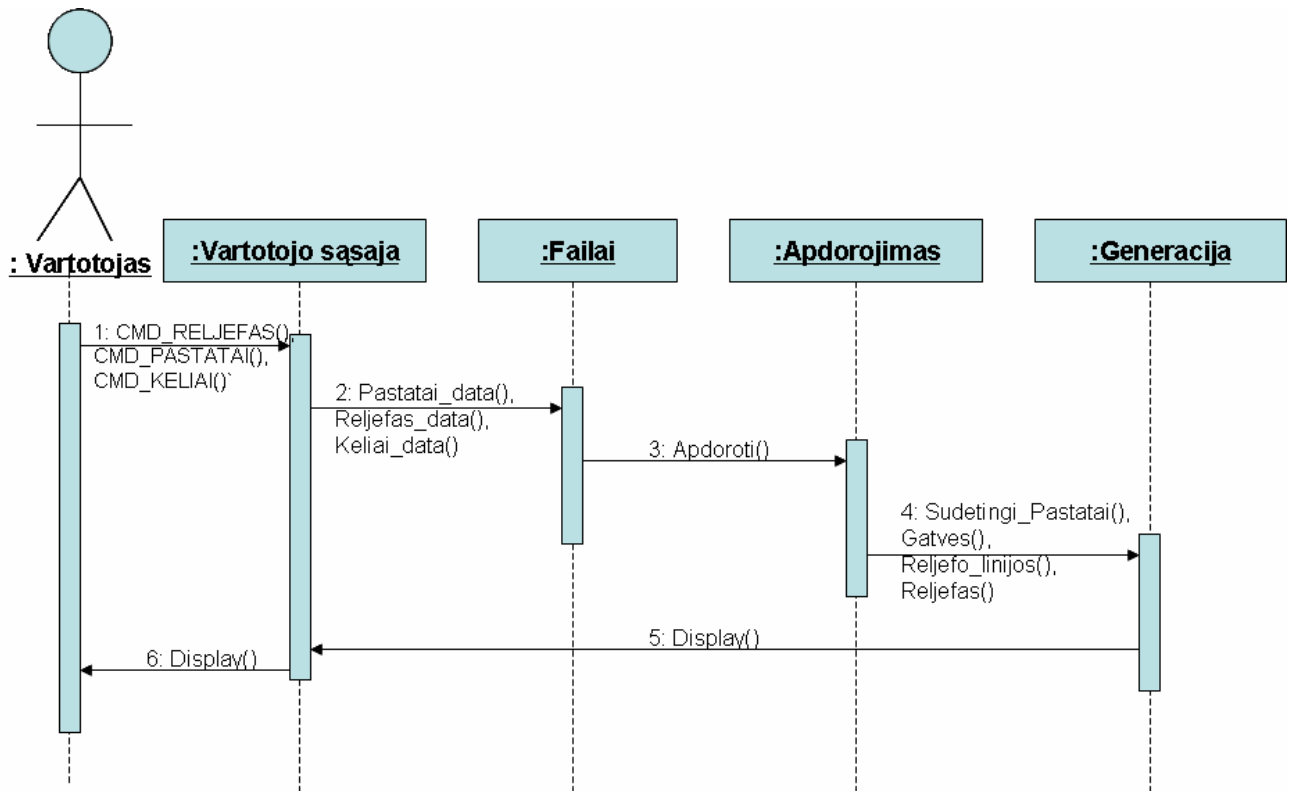 : Vartotojas
:Vartotojo sąsaja
:Failai
:Apdorojimas
:Generacija
1: CMD_RELJEFAS(),
CMD_PASTATAI(),
CMD_KELIAI()`
2: Pastatai_data(),
Reljefas_data(),
Keliai_data()
3: Apdoroti()
4: Sudetingi_Pastatai(),
Gatves(),
Reljefo_linijos(),
Reljefas()
5: Display()
6: Display()